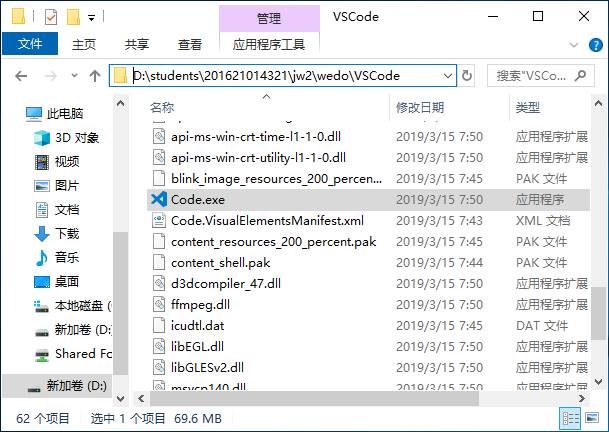 管理
VSCode
文件
主页
共享
查看
应用程序工具
D:\students\201621014321\jw2\wedo\VSCode
搜索"VSC...
此电脑
3D 对象
视频
图片
文档
下载
音乐
桌面
本地磁盘
新加卷 (D:)
Shared Fo
新加卷 (D:)
名称
修改日期
类型
api-ms-win-crt-time-l1-1-0.dll
2019/3/15 7:50
应用程序扩展
api-ms-win-crt-utility-l1-1-0.dll
2019/3/15 7:50
应用程序扩展
blink_image_resources_200_percen...
2019/3/15 7:45
PAK 文件
Code.exe
2019/3/15 7:50
应用程序
Code.VisualElementsManifest.xml
2019/3/15 7:43
XML 文档
content_resources_200_percent.pak
2019/3/15 7:45
PAK 文件
content_shell.pak
2019/3/15 7:44
PAK 文件
d3dcompiler_47.dll
2019/3/15 7:50
应用程序扩展
ffmpeg.dll
2019/3/15 7:50
应用程序扩展
icudtl.dat
2019/3/15 7:45
DAT 文件
libEGL.dll
2019/3/15 7:50
应用程序扩展
libGLESv2.dll
2019/3/15 7:50
应用程序扩展
msvcp140.dll
2019/3/15 7:50
应用程序扩展
62 个项目
选中 1 个项目
69.6 MB